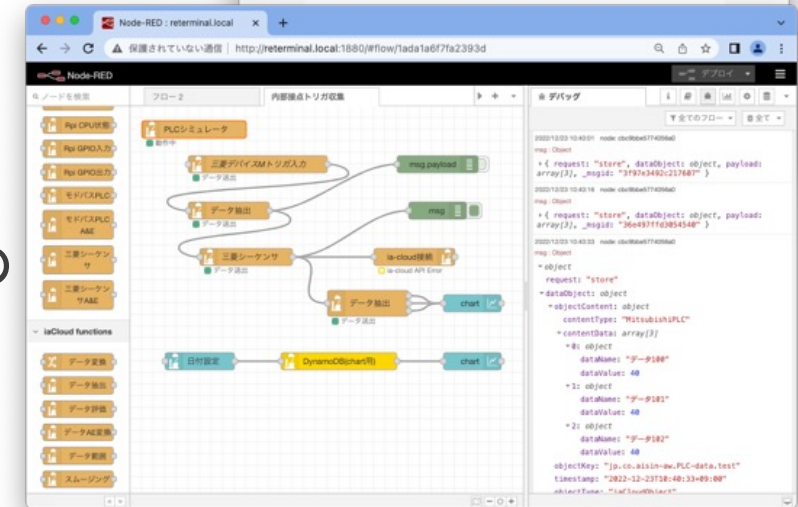 Node-RED : reterminal.local
保護されていない通信 | http://reterminal.local:1880/#flow/1ada1a6f7fa2393d
Node-RED
デプロイ
ノードを検索
フロー 2
内部接点トリガ収集
デバッグ
全てのフロー
全て
Rpi CPU状態
Rpi GPIO入力
Rpi GPIO出力
モドバスPLC
モドバスPLC
A&E
三菱シーケン
サ
三菱シーケン
サA&E
iaCloud functions
データ変換
データ抽出
データ評価
データAE変換
データ範囲
スムージング
PLCシミュレータ
動作中
三菱デバイスMトリガ入力
データ送出
msg.payload
データ抽出
データ送出
msg
三菱シーケンサ
データ送出
ia-cloud接続
ia-cloud API Error
データ抽出
データ送出
chart
日付設定
DynamoDB(chart用)
chart
2022/12/23 10:40:01
msg : Object
{ request: "store", dataObject: object, payload:
array[3], _msgid: "3f97e3492c217607" }
2022/12/23 10:40:16
msg : Object
{ request: "store", dataObject: object, payload:
array[3], _msgid: "36e497ffd3054540" }
2022/12/23 10:40:33
msg : Object
object
request: "store"
dataObject: object
objectContent: object
contentType: "MitsubishiPLC"
contentData: array[3]
0: object
dataName: "データ100"
dataValue: 40
1: object
dataName: "データ101"
dataValue: 40
2: object
dataName: "データ102"
dataValue: 40
objectKey: "jp.co.aisin-aw.PLC-data.test"
timestamp: "2022-12-23T10:40:33+09:00"
objectType: "iaCloudObject"